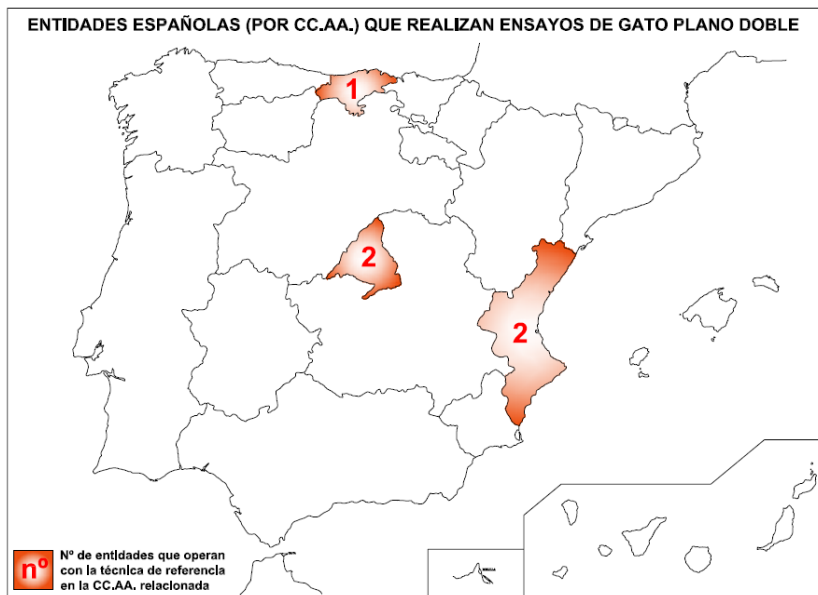 ENTIDADES ESPAÑOLAS (POR CC.AA.) QUE REALIZAN ENSAYOS DE GATO PLANO DOBLE
1
2
2
nº
Nº de entidades que operan
con la técnica de referencia
en la CC.AA. relacionada